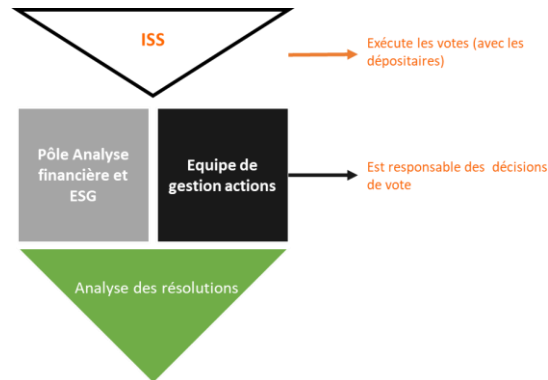 ISS
Exécute les votes (avec les
dépositaires)
Pôle Analyse
financière et
ESG
Equipe de
gestion actions
Est responsable des décisions
de vote
Analyse des résolutions